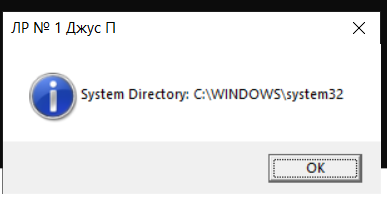 ЛР № 1 Джус П
System Directory: C:\WINDOWS\system32
OK